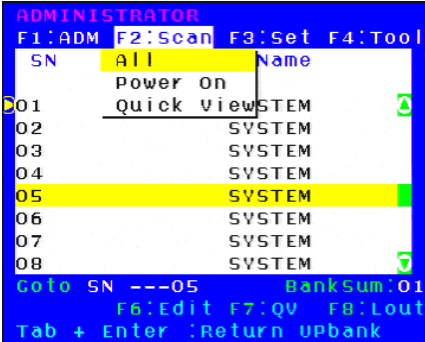 ADMINISTRATOR
F1:ADM F2:Scan F3:Set F4:Tool
SN All Name
Power On
01 Quick View SYSTEM
02 SYSTEM
03 SYSTEM
04 SYSTEM
05 SYSTEM
06 SYSTEM
07 SYSTEM
08 SYSTEM
Goto SN ---05 BankSum:01
F6:Edit F7:QV F8:Lout
Tab + Enter :Return UPbank